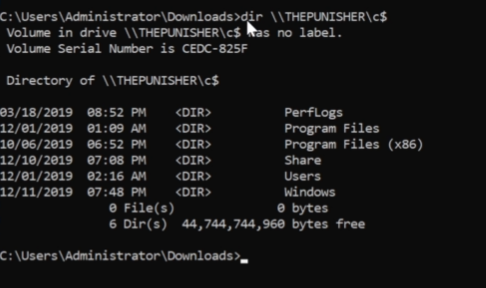 C:\Users\Administrator\Downloads>dir \\THEPUNISHER\c$
Volume in drive \\THEPUNISHER\c$ has no label.
Volume Serial Number is CEDC-825F
Directory of \\THEPUNISHER\c$
03/18/2019 08:52 PM <DIR> PerfLogs
12/01/2019 01:09 AM <DIR> Program Files
10/06/2019 06:52 PM <DIR> Program Files (x86)
12/10/2019 07:08 PM <DIR> Share
12/01/2019 02:16 AM <DIR> Users
12/11/2019 07:48 PM <DIR> Windows
0 File(s) 0 bytes
6 Dir(s) 44,744,744,960 bytes free
C:\Users\Administrator\Downloads>